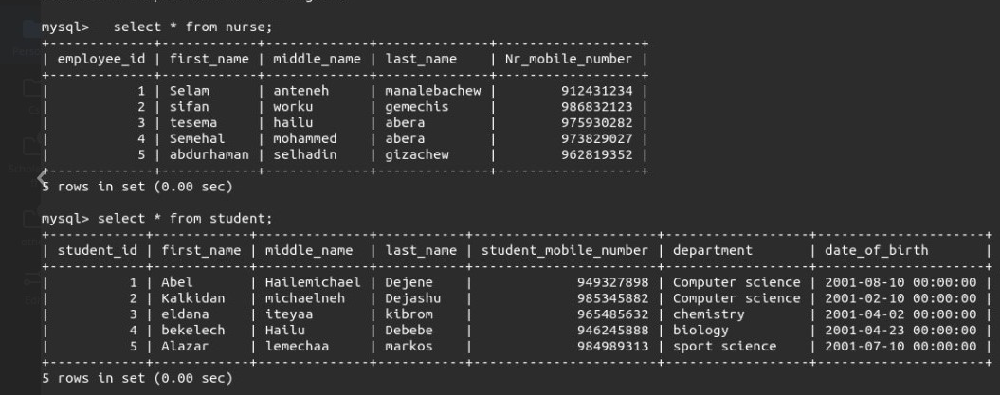 mysql>   select * from nurse;
+-------------+------------+-------------+--------------+------------------+
| employee_id | first_name | middle_name | last_name    | Nr_mobile_number |
+-------------+------------+-------------+--------------+------------------+
|           1 | Selam      | anteneh     | manalebachew |        912431234 |
|           2 | sifan      | worku       | gemechis     |        986832123 |
|           3 | tesema     | hailu       | abera        |        975930282 |
|           4 | Semehal    | mohammed    | abera        |        973829027 |
|           5 | abdurhaman | selhadin    | gizachew     |        962819352 |
+-------------+------------+-------------+--------------+------------------+
5 rows in set (0.00 sec)
mysql> select * from student;
+------------+------------+--------------+-----------+-----------------------+------------------+---------------------+
| student_id | first_name | middle_name  | last_name | student_mobile_number | department       | date_of_birth       |
+------------+------------+--------------+-----------+-----------------------+------------------+---------------------+
|          1 | Abel       | Hailemichael | Dejene    |             949327898 | Computer science | 2001-08-10 00:00:00 |
|          2 | Kalkidan   | michaelneh   | Dejashu   |             985345882 | Computer science | 2001-02-10 00:00:00 |
|          3 | eldana     | iteyaa       | kibrom    |             965485632 | chemistry        | 2001-04-02 00:00:00 |
|          4 | bekelech   | Hailu        | Debebe    |             946245888 | biology          | 2001-04-23 00:00:00 |
|          5 | Alazar     | lemechaa     | markos    |             984989313 | sport science    | 2001-07-10 00:00:00 |
+------------+------------+--------------+-----------+-----------------------+------------------+---------------------+
5 rows in set (0.00 sec)